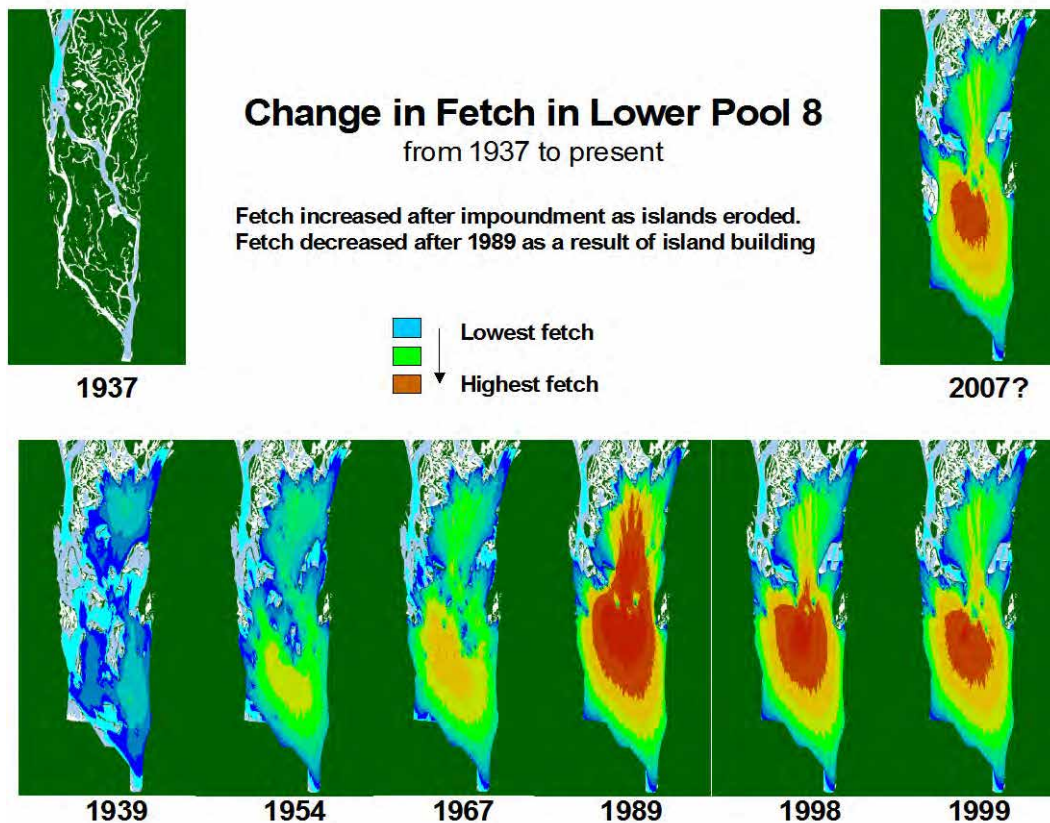 Change in Fetch in Lower Pool 8
from 1937 to present
Fetch increased after impoundment as islands eroded.
Fetch decreased after 1989 as a result of island building
Lowest fetch
Highest fetch
1937
2007?
1939
1954
1967
1989
1998
1999